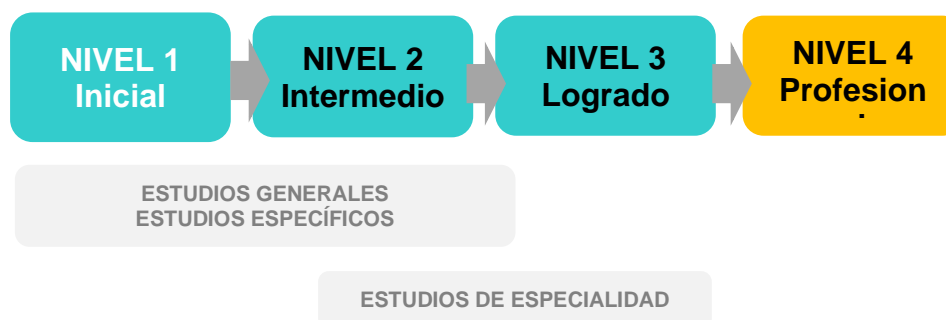 NIVEL 1
Inicial
NIVEL 2
Intermedio
NIVEL 3
Logrado
NIVEL 4
Profesion
ESTUDIOS GENERALES
ESTUDIOS ESPECÍFICOS
ESTUDIOS DE ESPECIALIDAD